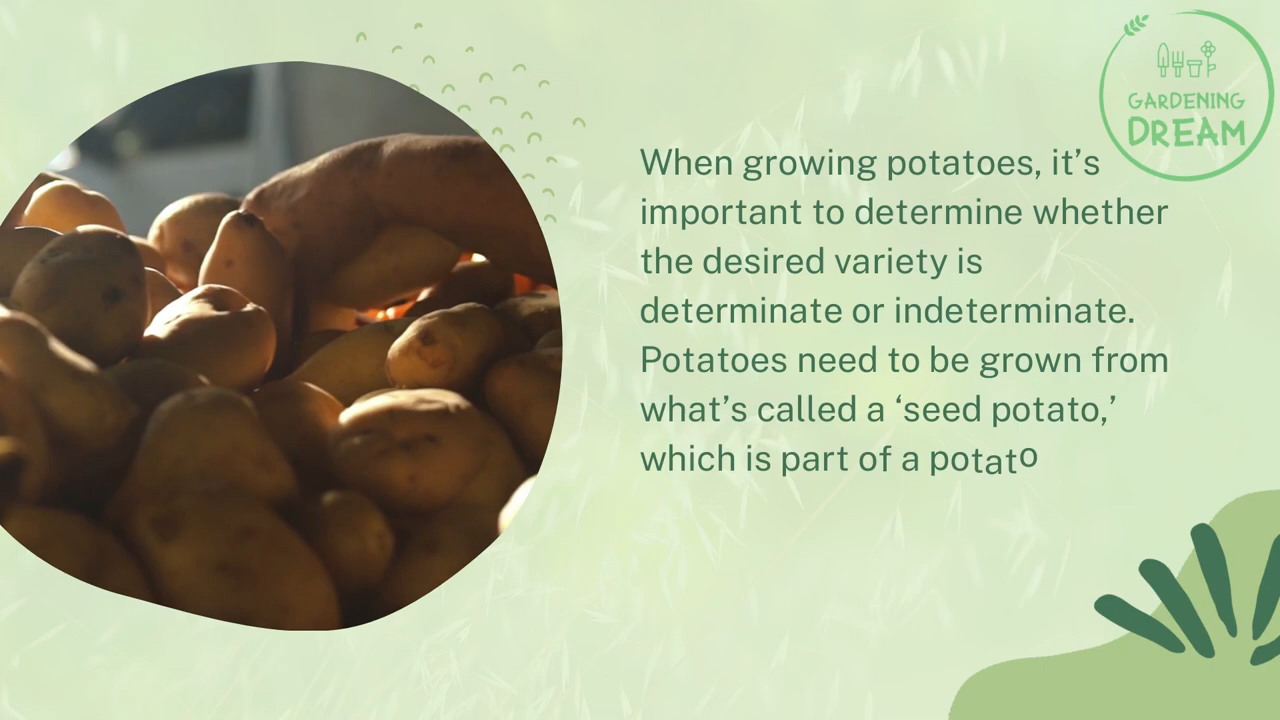 GARDENING
DREAM
When growing potatoes, it’s
important to determine whether
the desired variety is
determinate or indeterminate.
Potatoes need to be grown from
what’s called a ‘seed potato,’
which is part of a potato